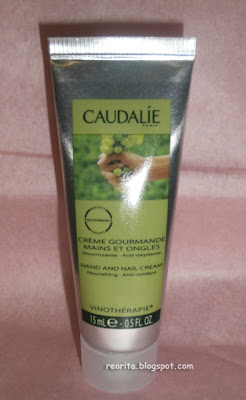 CAUDALÍE
PARIS
CRÈME GOURMANDE
MAINS ET ONGLES
Nourrissante - Anti-oxydante
HAND AND NAIL CREAM
Nourishing - Anti-oxidant
VINOTHÉRAPIE®
15 mL ℮ - 0.5 FL OZ
reorita.blogspot.com